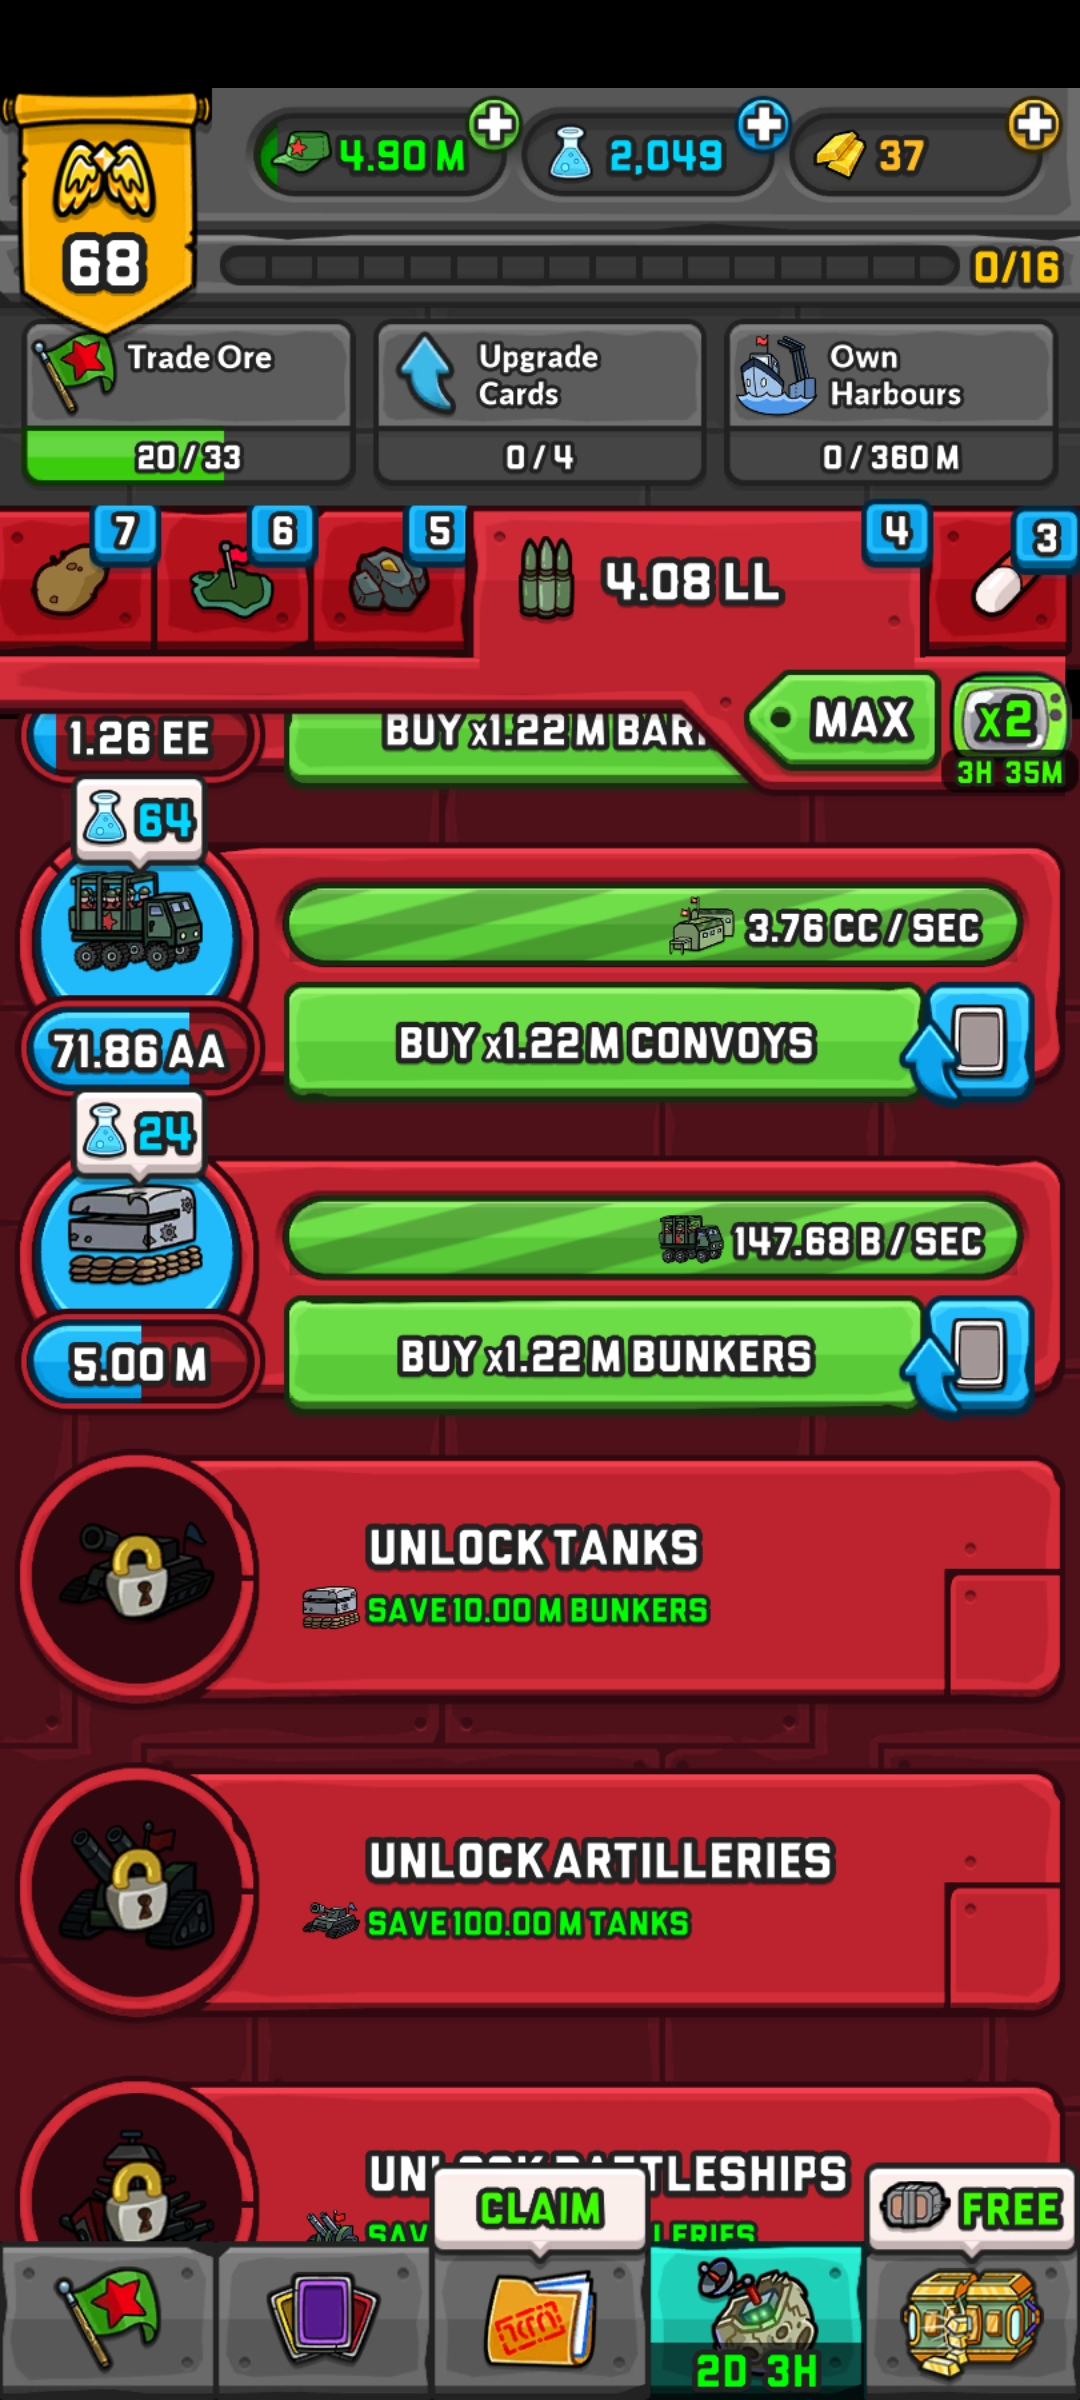 4.90 M
2,049
37
68
0/16
Trade Ore
20/33
Upgrade
Cards
0/4
Own
Harbours
0/360 M
7
6
5
4.08 LL
4
3
MAX
x2
3H 35M
1.26 EE
BUY x1.22 M
64
3.76 CC / SEC
71.86 AA
BUY x1.22 M CONVOYS
24
147.68 B / SEC
5.00 M
BUY x1.22 M BUNKERS
UNLOCK TANKS
SAVE 10.00 M BUNKERS
UNLOCK ARTILLERIES
SAVE 100.00 M TANKS
CLAIM
FREE
2D 3H